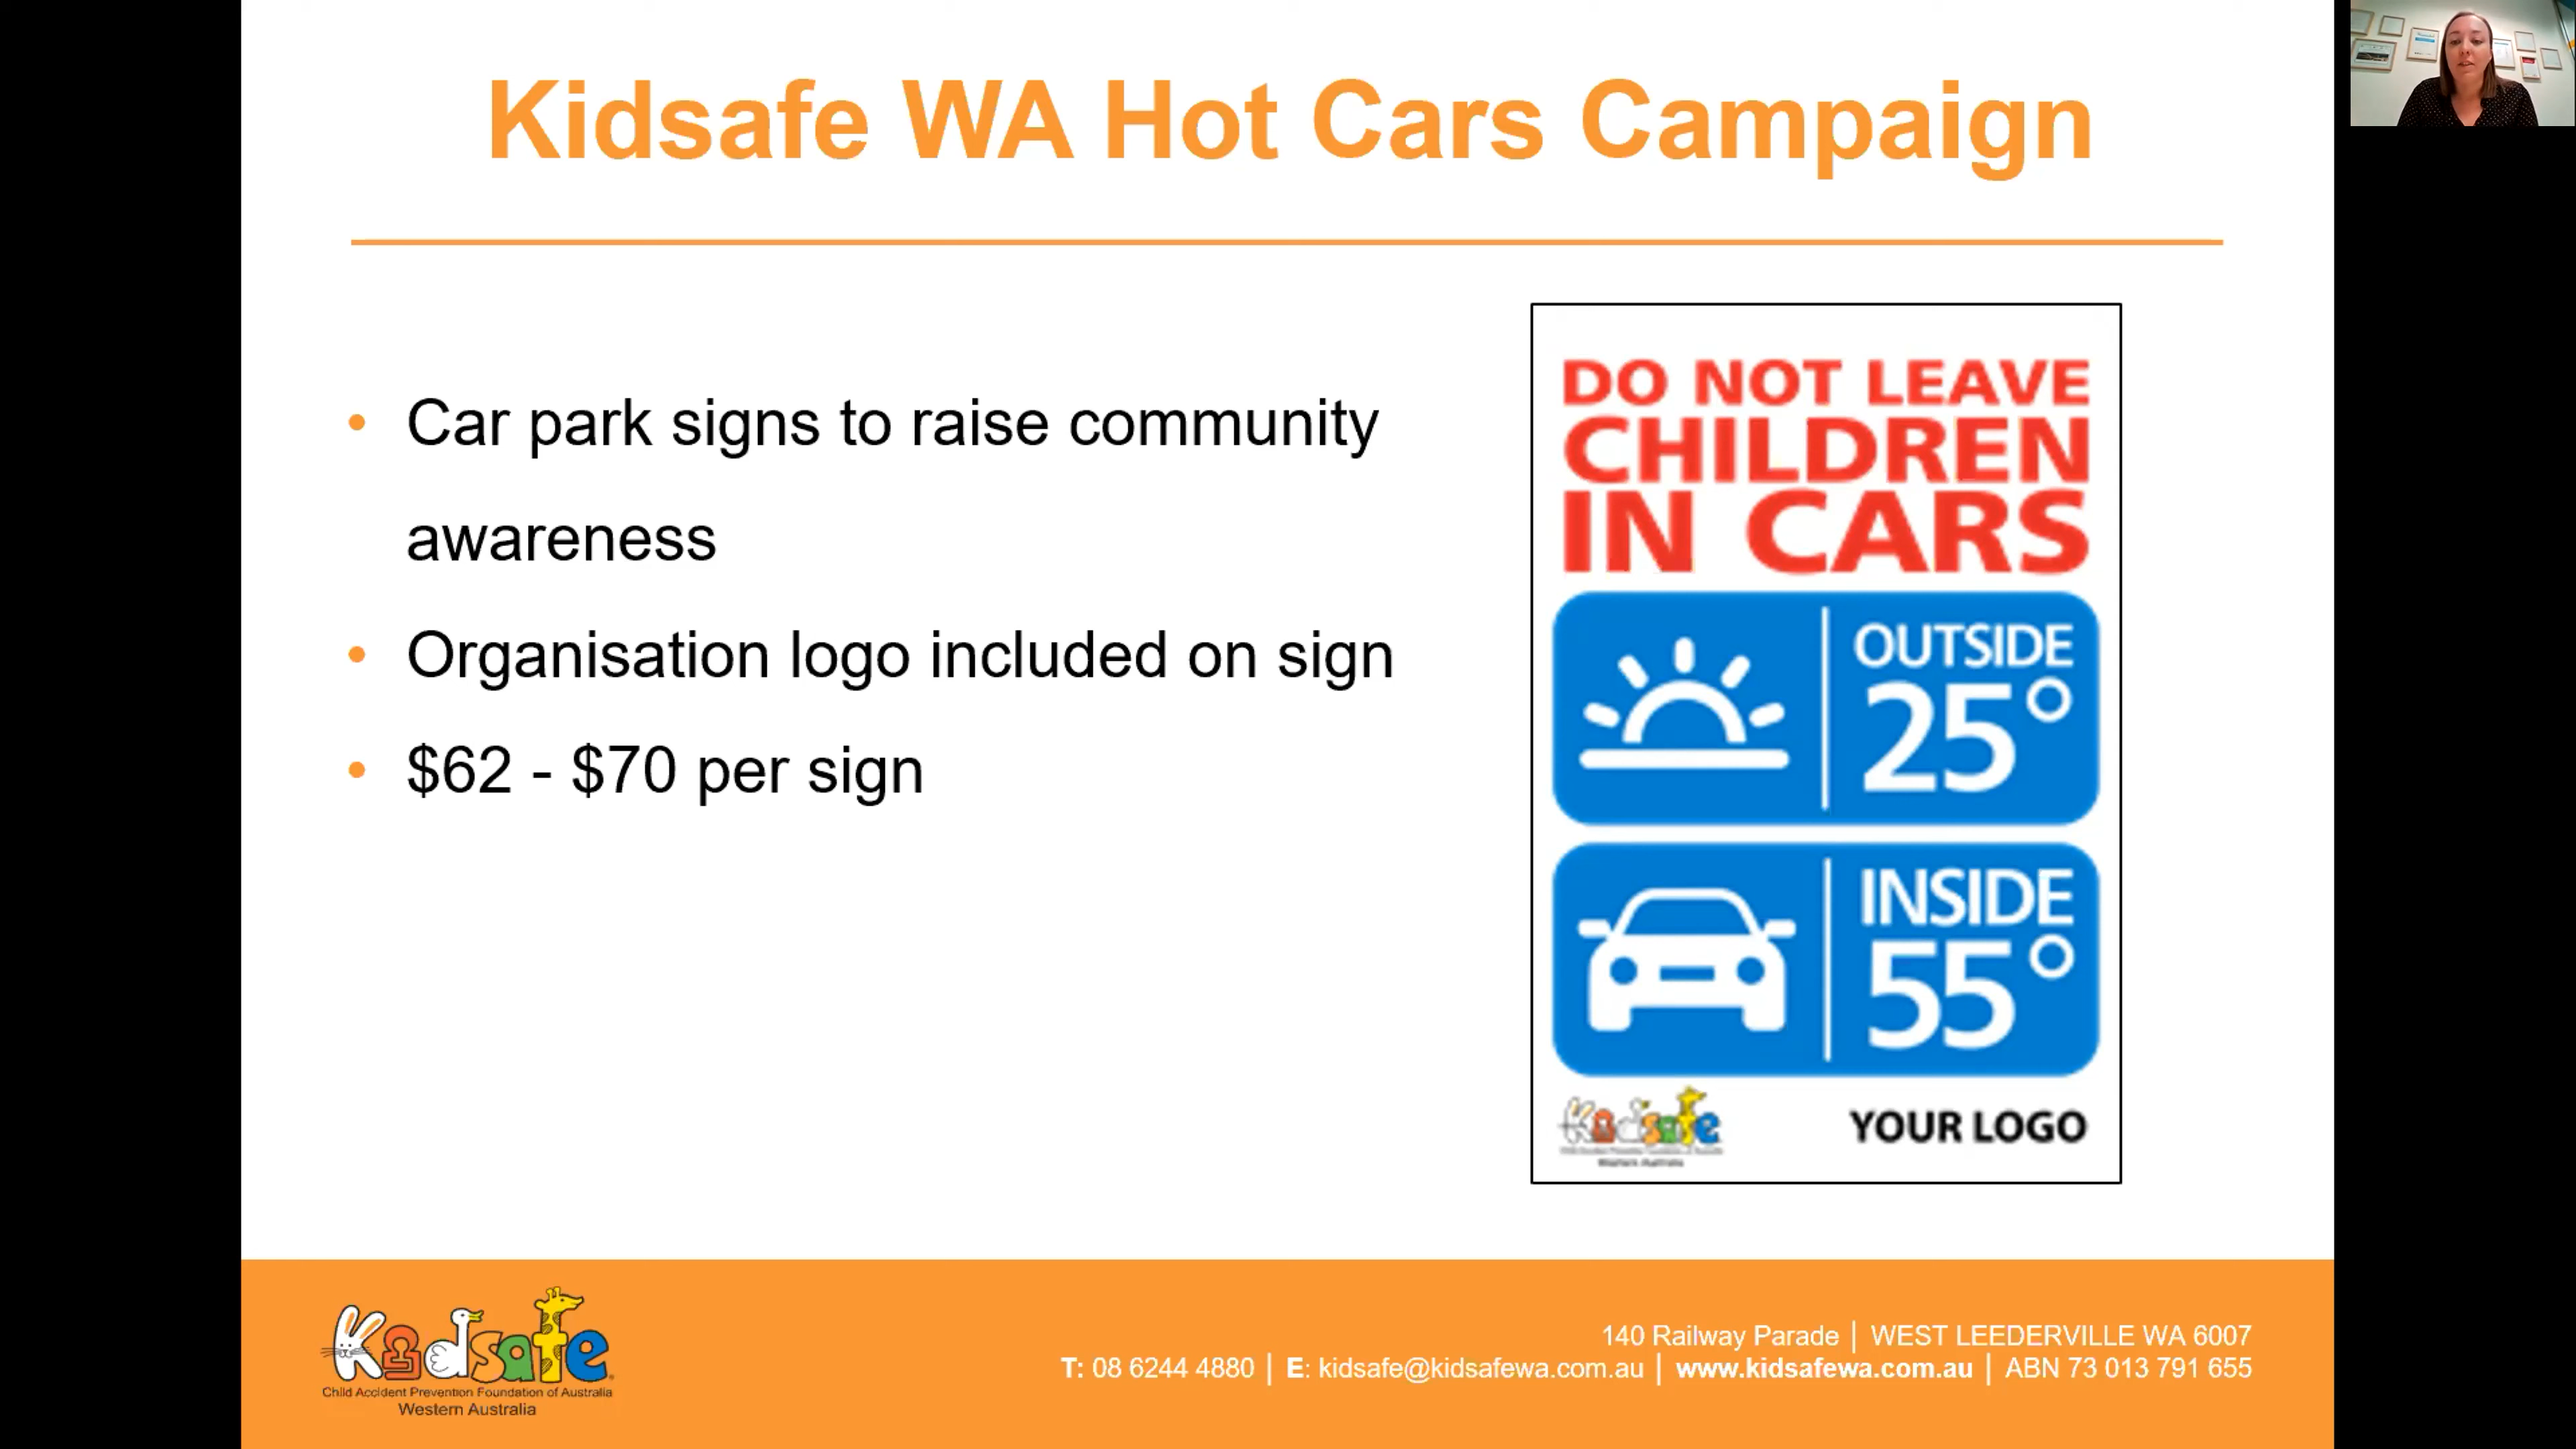 Kidsafe WA Hot Cars Campaign
• Car park signs to raise community
awareness
• Organisation logo included on sign
• $62 - $70 per sign
DO NOT LEAVE
CHILDREN
IN CARS
OUTSIDE
25°
INSIDE
55°
Kidsafe
Western Australia
YOUR LOGO
Kidsafe
Child Accident Prevention Foundation of Australia
Western Australia
140 Railway Parade | WEST LEEDERVILLE WA 6007
T: 08 6244 4880 | E: kidsafe@kidsafewa.com.au | www.kidsafewa.com.au | ABN 73 013 791 655